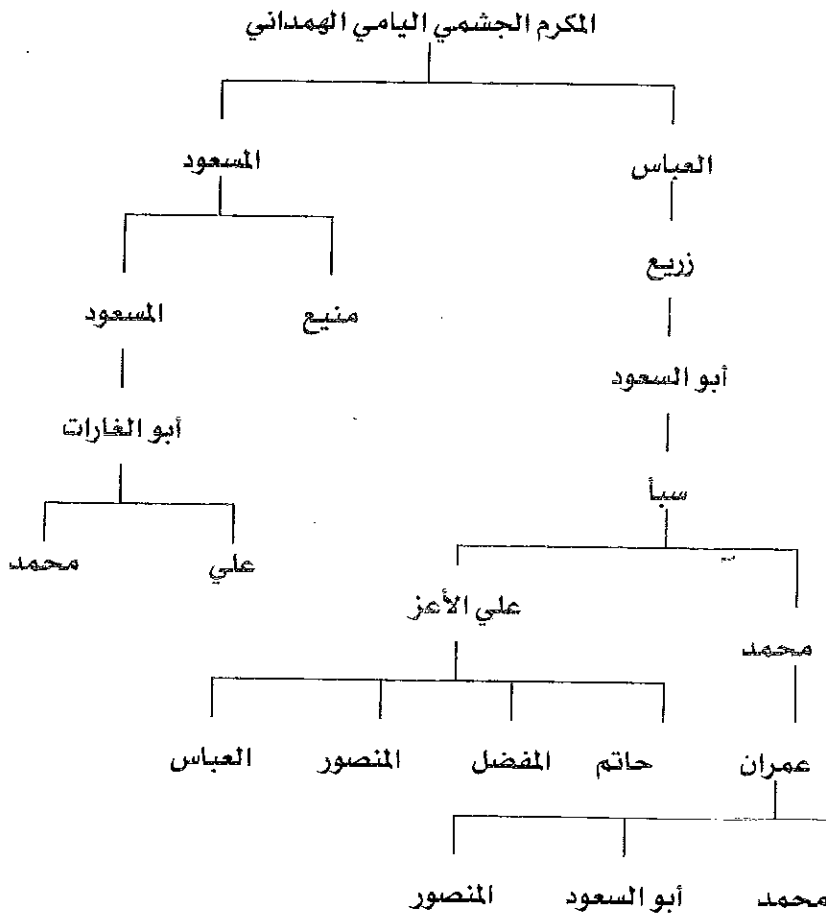 المكرم الجشمي اليامي الهمداني
العباس المسعود
زريع
منيع المسعود
أبو السعود
أبو الغارات
سبأ
علي محمد
علي الأعز
محمد
عمران حاتم المفضل المنصور العباس
محمد أبو السعود المنصور